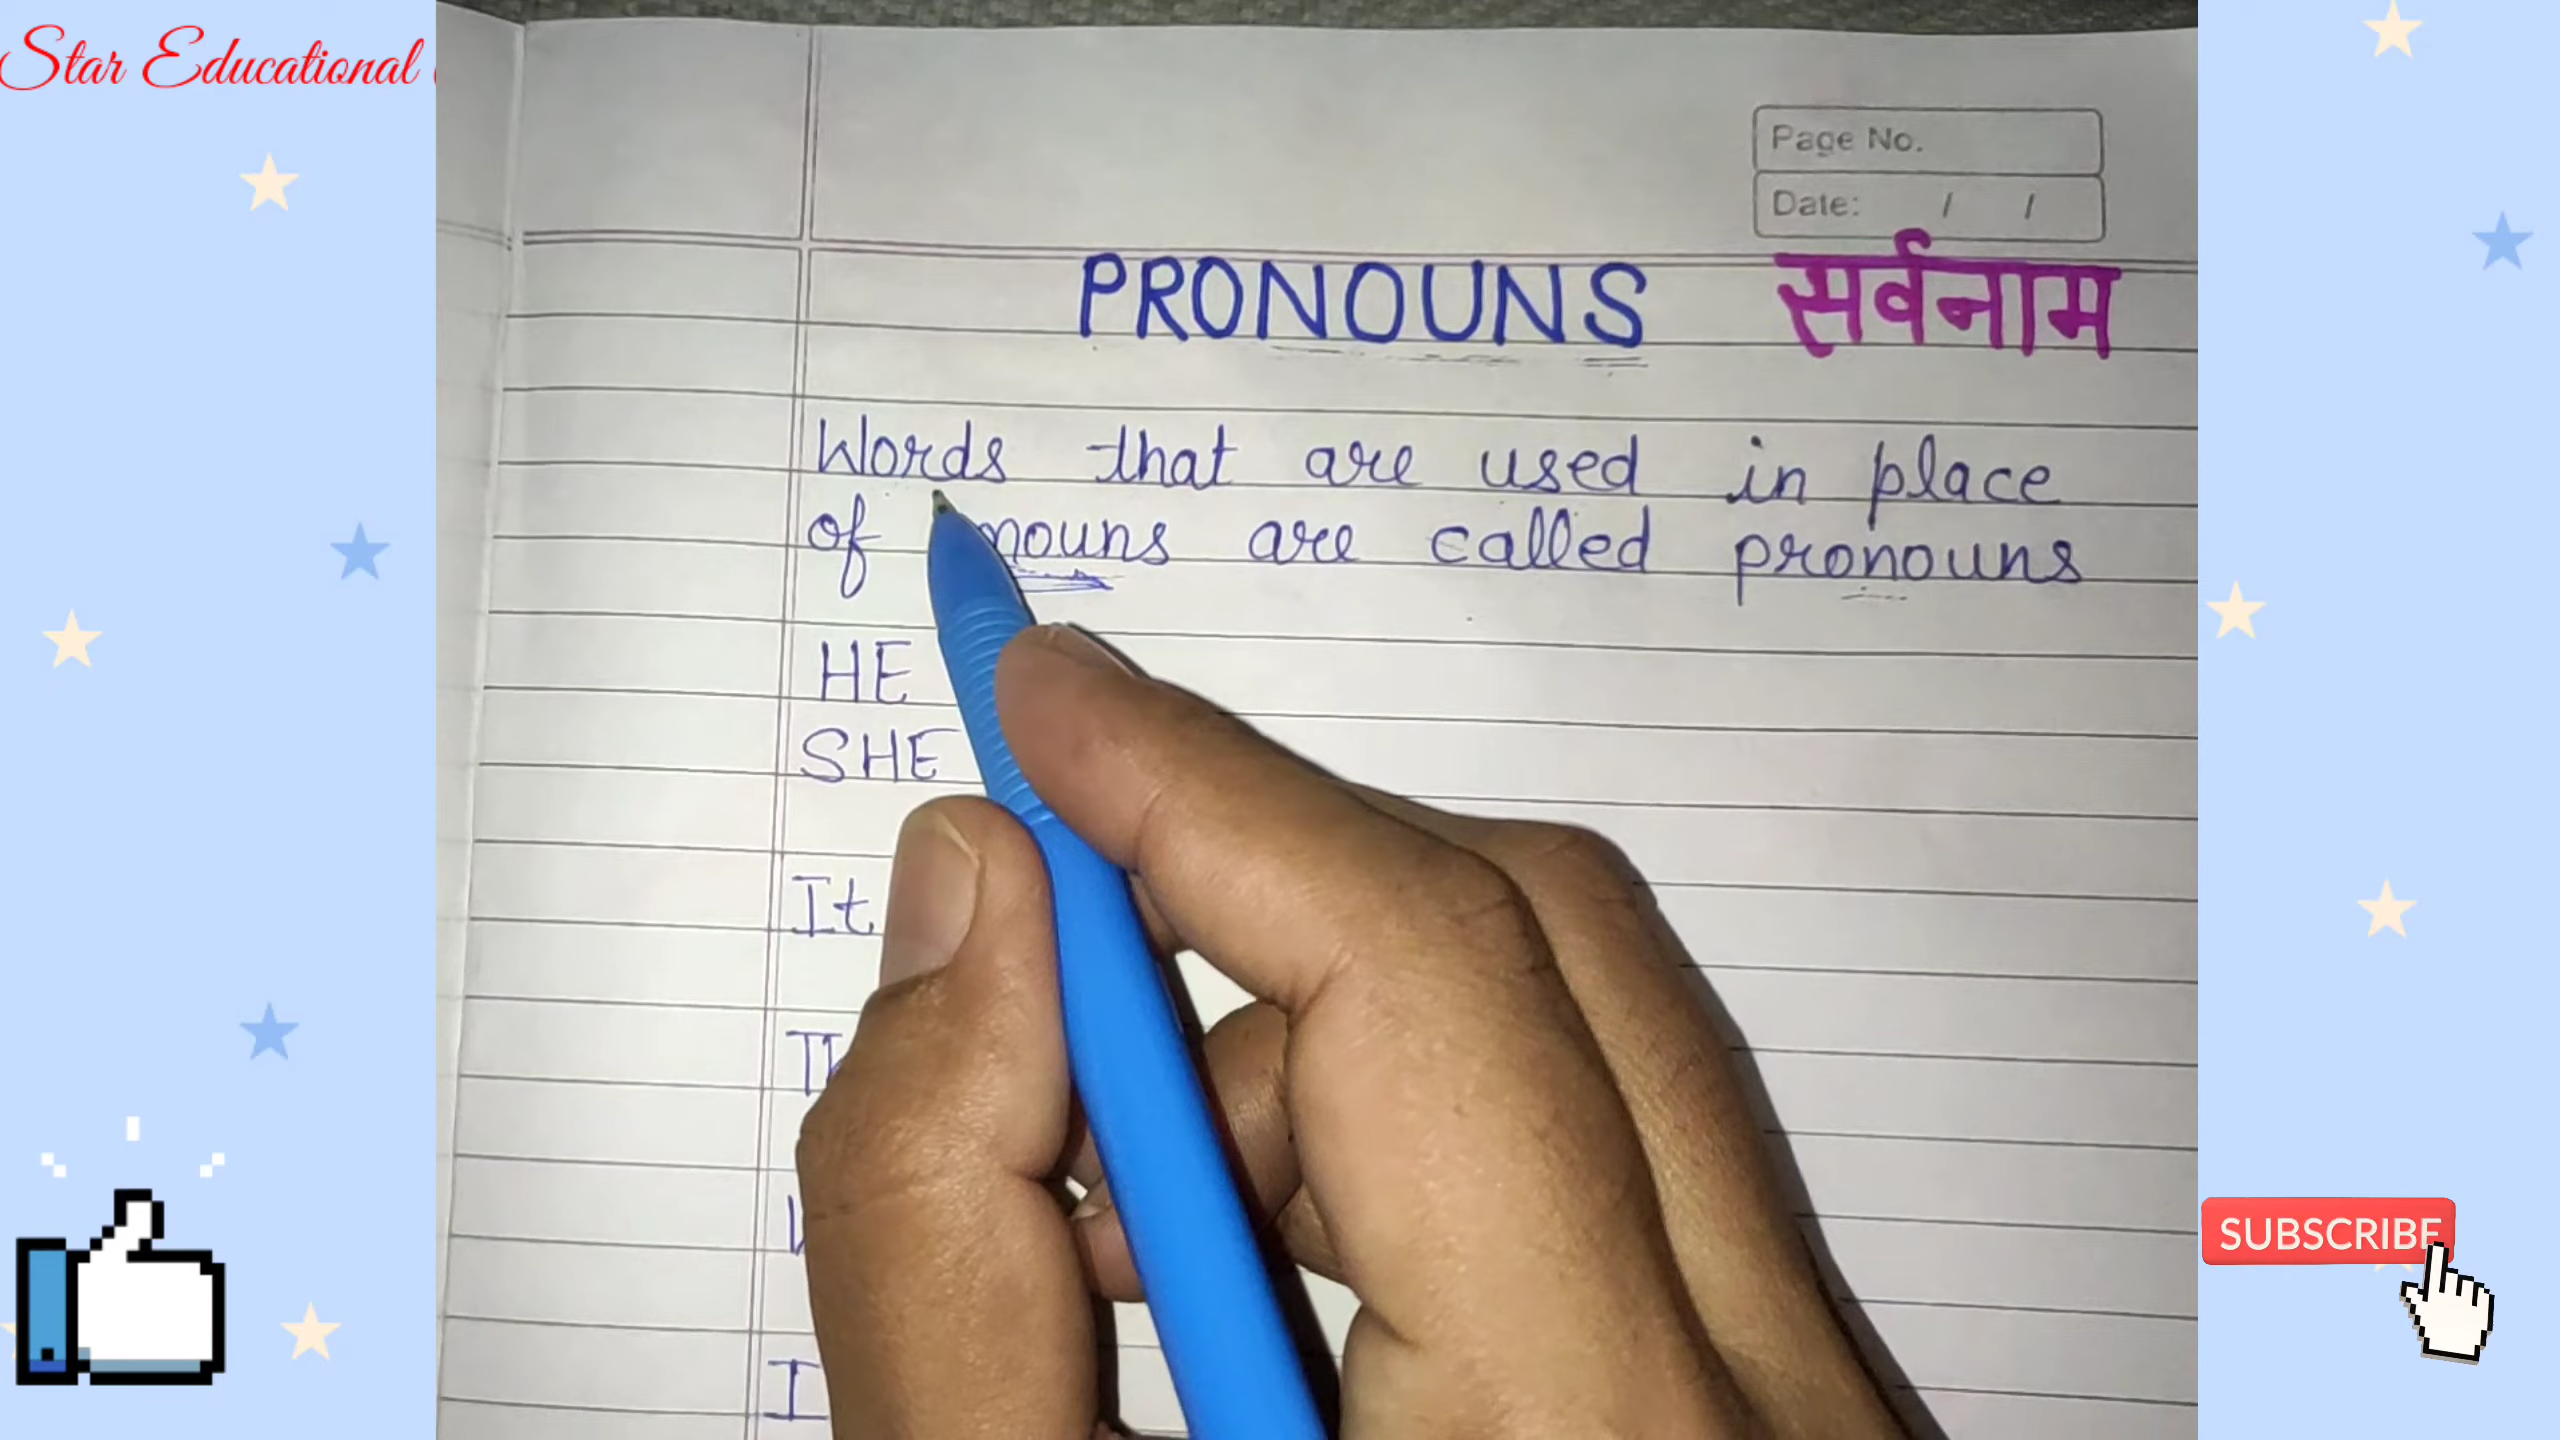 Star Educational
Page No.
Date: / /
PRONOUNS सर्वनाम
Words that are used in place
of nouns are called pronouns
HE
SHE
It
I
SUBSCRIBE